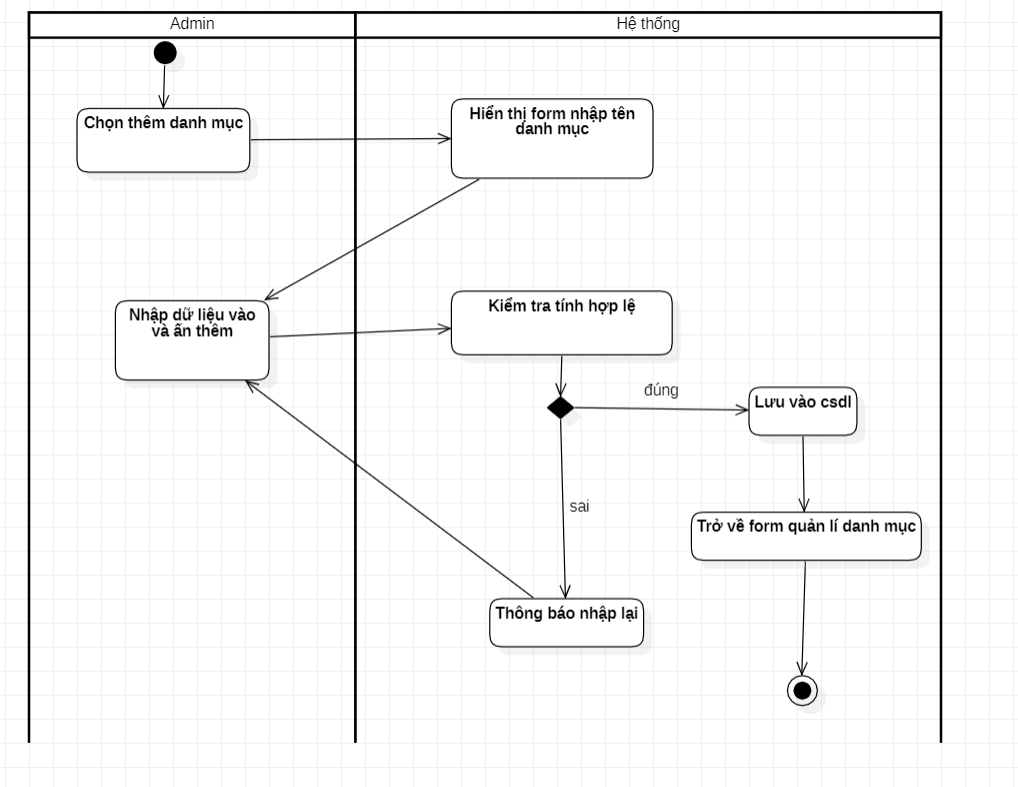 Admin
Hệ thống
Chọn thêm danh mục
Hiển thị form nhập tên
danh mục
Nhập dữ liệu vào
và ấn thêm
Kiểm tra tính hợp lệ
đúng
Lưu vào csdl
sai
Trở về form quản lí danh mục
Thông báo nhập lại